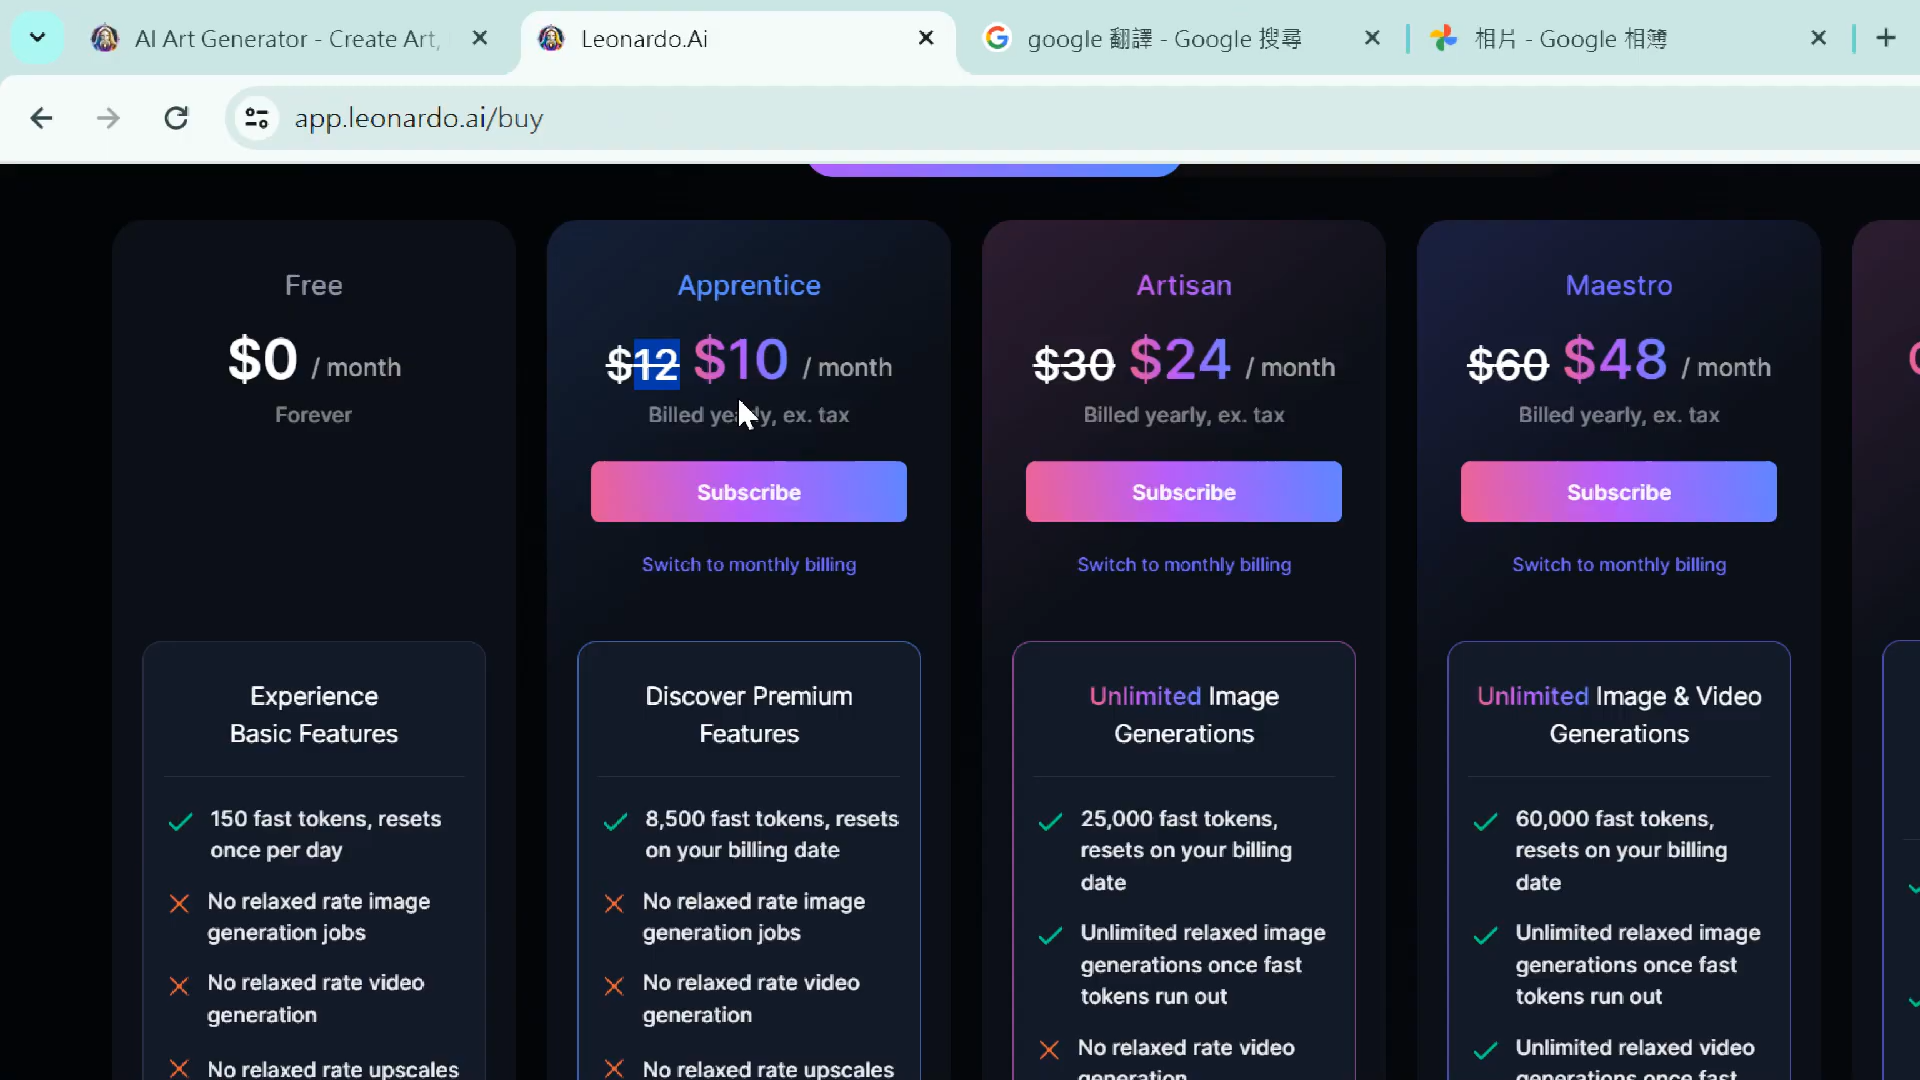 AI Art Generator - Create Art,
Leonardo.Ai
google 翻譯 - Google 搜尋
相片 - Google 相簿
app.leonardo.ai/buy
Free
$0 / month
Forever
Experience
Basic Features
150 fast tokens, resets
once per day
No relaxed rate image
generation jobs
No relaxed rate video
generation
No relaxed rate upscales
Apprentice
$12 $10 / month
Billed yearly, ex. tax
Subscribe
Switch to monthly billing
Discover Premium
Features
8,500 fast tokens, resets
on your billing date
No relaxed rate image
generation jobs
No relaxed rate video
generation
No relaxed rate upscales
Artisan
$30 $24 / month
Billed yearly, ex. tax
Subscribe
Switch to monthly billing
Unlimited Image
Generations
25,000 fast tokens,
resets on your billing
date
Unlimited relaxed image
generations once fast
tokens run out
No relaxed rate video
generation
Maestro
$60 $48 / month
Billed yearly, ex. tax
Subscribe
Switch to monthly billing
Unlimited Image & Video
Generations
60,000 fast tokens,
resets on your billing
date
Unlimited relaxed image
generations once fast
tokens run out
Unlimited relaxed video
generations once fast